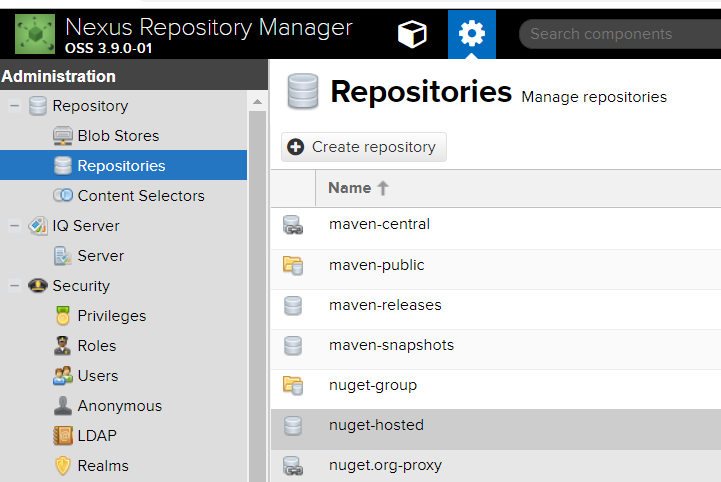 Nexus Repository Manager
OSS 3.9.0-01
Search components
Administration
Repository
Blob Stores
Repositories
Content Selectors
IQ Server
Server
Security
Privileges
Roles
Users
Anonymous
LDAP
Realms
Repositories Manage repositories
Create repository
Name
maven-central
maven-public
maven-releases
maven-snapshots
nuget-group
nuget-hosted
nuget.org-proxy